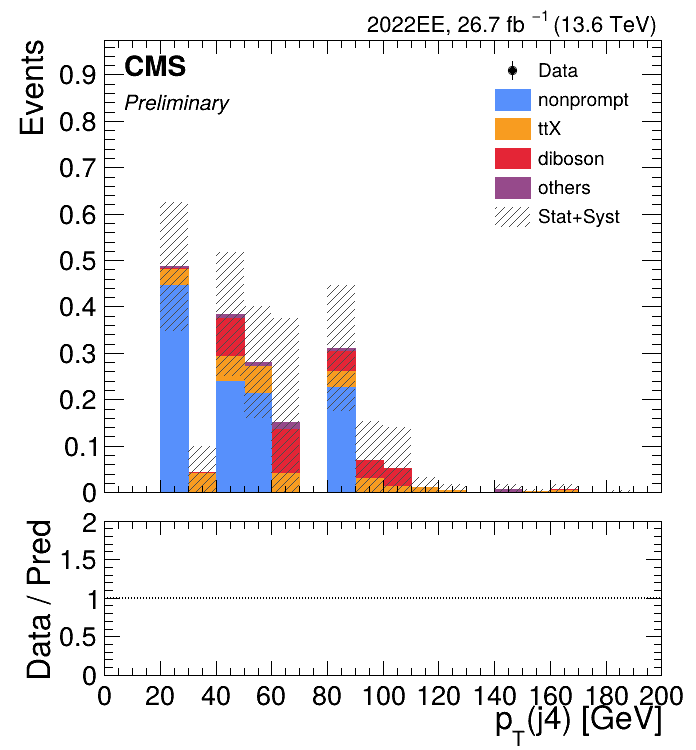 2022EE, 26.7 fb⁻¹ (13.6 TeV)
CMS
Preliminary
Events
Data
nonprompt
ttX
diboson
others
Stat+Syst
0.9
0.8
0.7
0.6
0.5
0.4
0.3
0.2
0.1
0
Data / Pred
2
1.5
1
0.5
0
0 20 40 60 80 100 120 140 160 180 200
p_T(j4) [GeV]